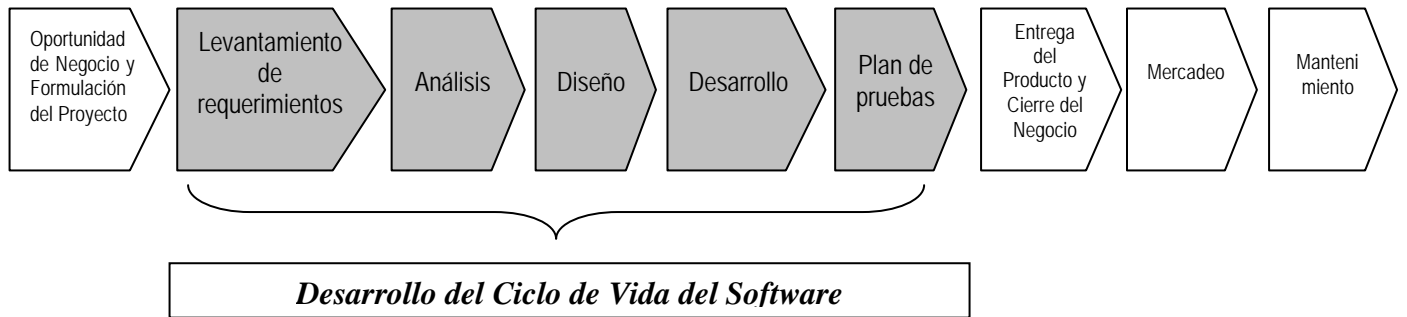 Oportunidad
de Negocio y
Formulación
del Proyecto
Levantamiento
de
requerimientos
Análisis
Diseño
Desarrollo
Plan de
pruebas
Entrega
del
Producto y
Cierre del
Negocio
Mercadeo
Manteni
miento
Desarrollo del Ciclo de Vida del Software